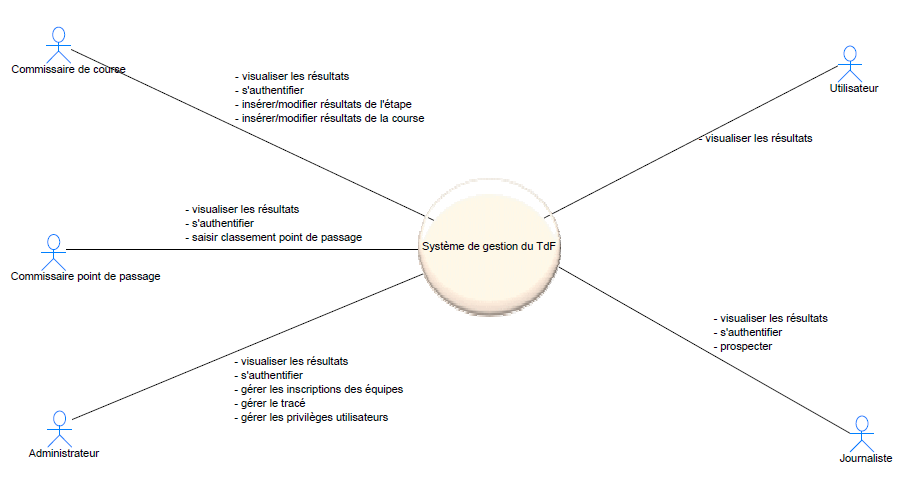 Commissaire de course
- visualiser les résultats
- s'authentifier
- insérer/modifier résultats de l'étape
- insérer/modifier résultats de la course
Utilisateur
- visualiser les résultats
- visualiser les résultats
- s'authentifier
- saisir classement point de passage
Commissaire point de passage
Système de gestion du TdF
- visualiser les résultats
- s'authentifier
- prospecter
- visualiser les résultats
- s'authentifier
- gérer les inscriptions des équipes
- gérer le tracé
- gérer les privilèges utilisateurs
Administrateur
Journaliste